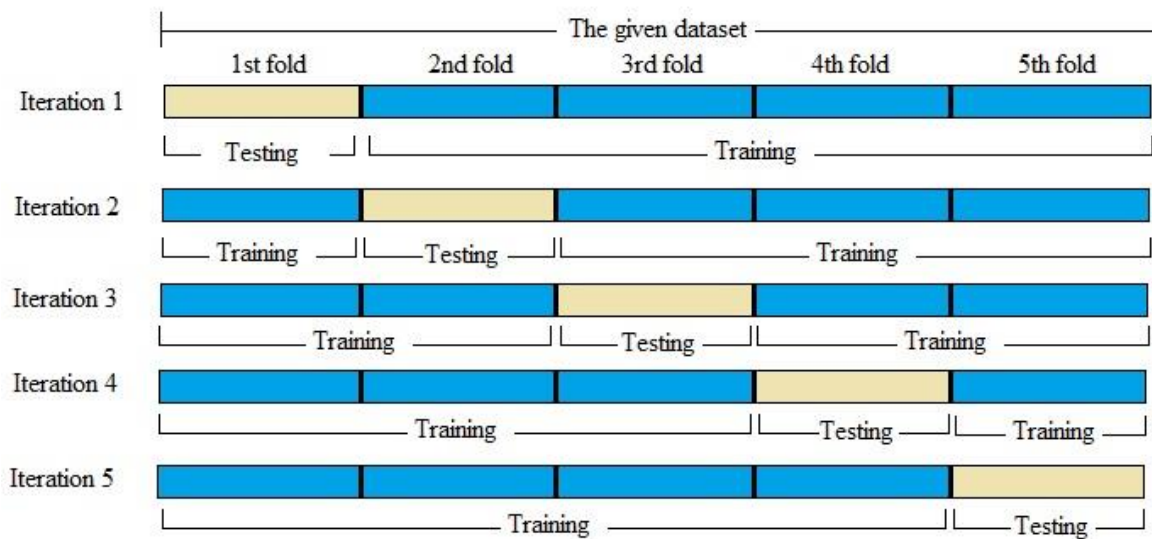 The given dataset
1st fold 2nd fold 3rd fold 4th fold 5th fold
Iteration 1
Testing Training
Iteration 2
Training Testing Training
Iteration 3
Training Testing Training
Iteration 4
Training Testing Training
Iteration 5
Training Testing